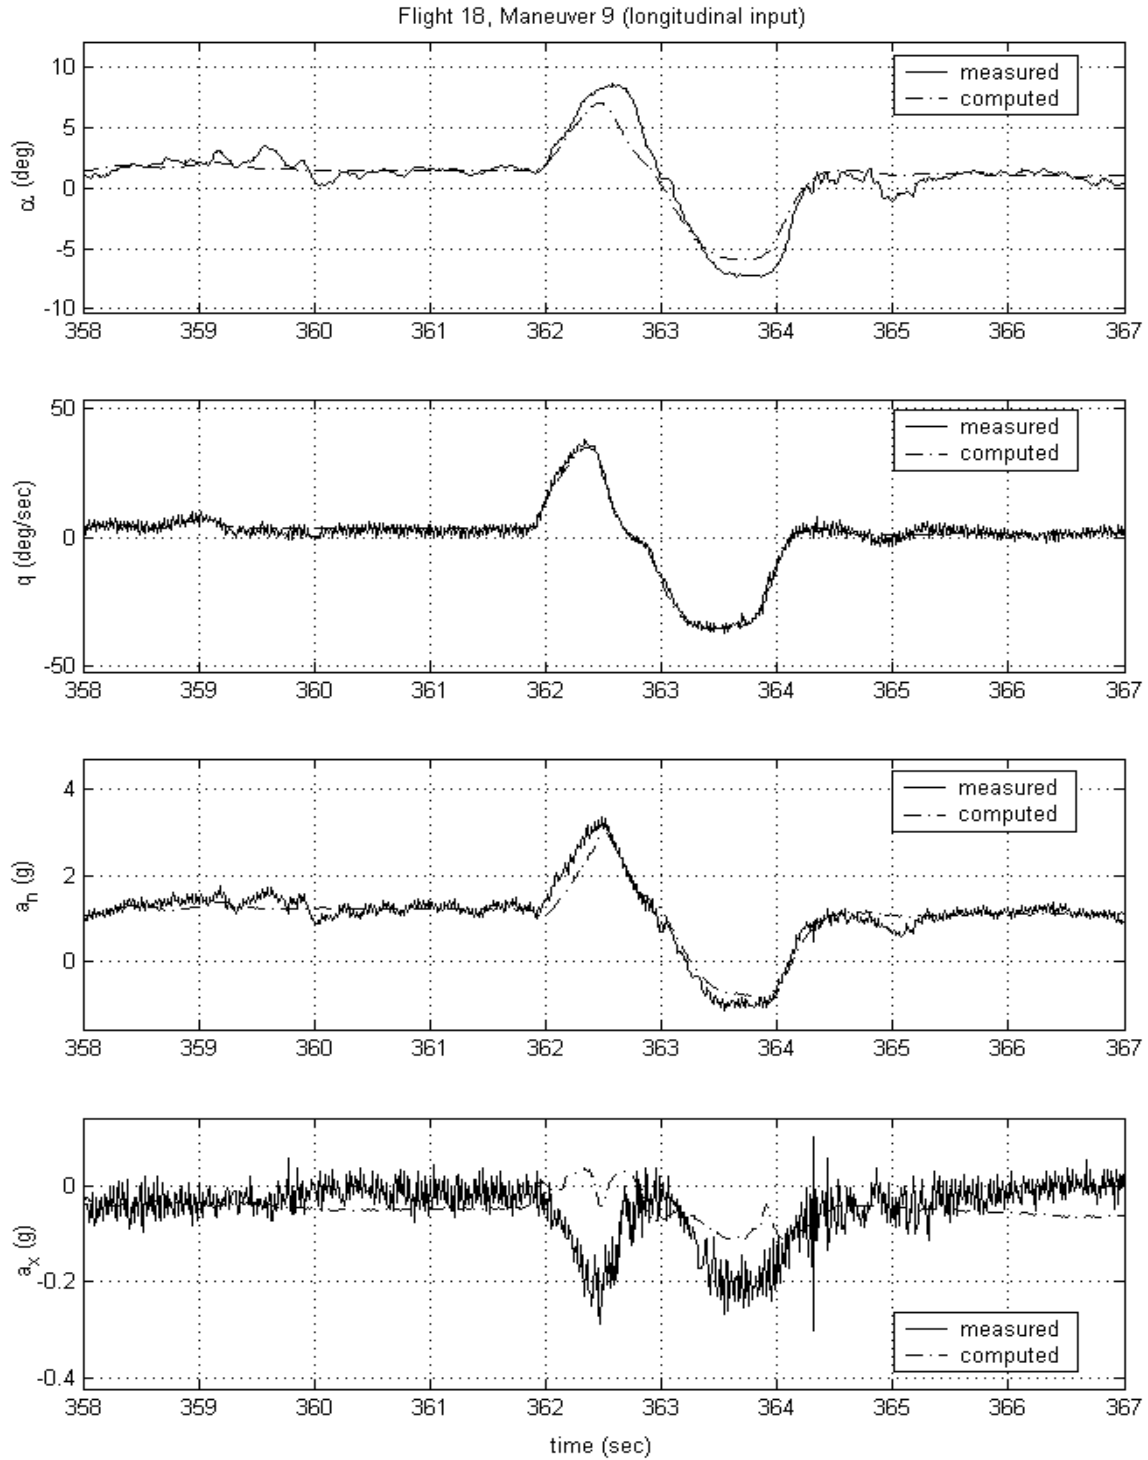 Flight 18, Maneuver 9 (longitudinal input)
10
5
0
-5
-10
α (deg)
measured
computed
358 359 360 361 362 363 364 365 366 367
50
0
-50
q (deg/sec)
measured
computed
358 359 360 361 362 363 364 365 366 367
4
2
0
an (g)
measured
computed
358 359 360 361 362 363 364 365 366 367
0
-0.2
-0.4
ax (g)
measured
computed
358 359 360 361 362 363 364 365 366 367
time (sec)